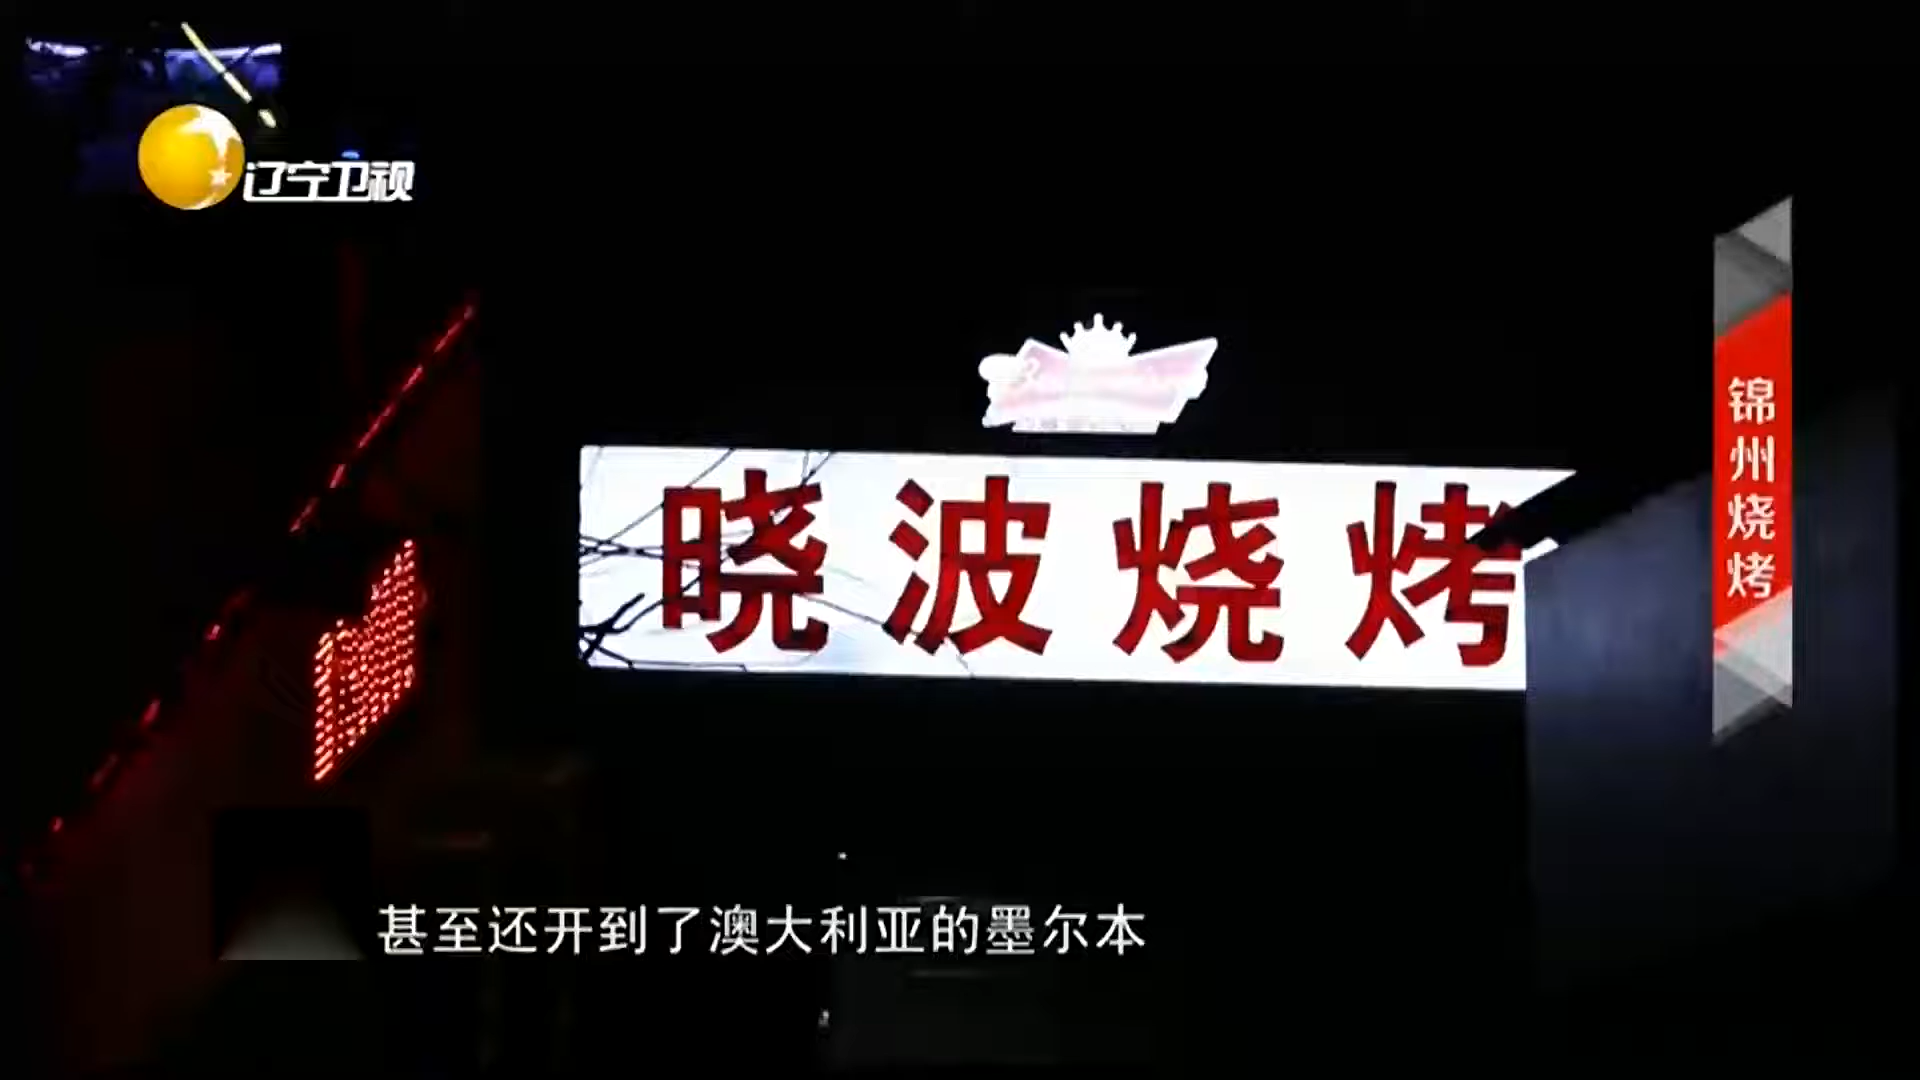 辽宁卫视
锦州烧烤
晓波烧烤
甚至还开到了澳大利亚的墨尔本